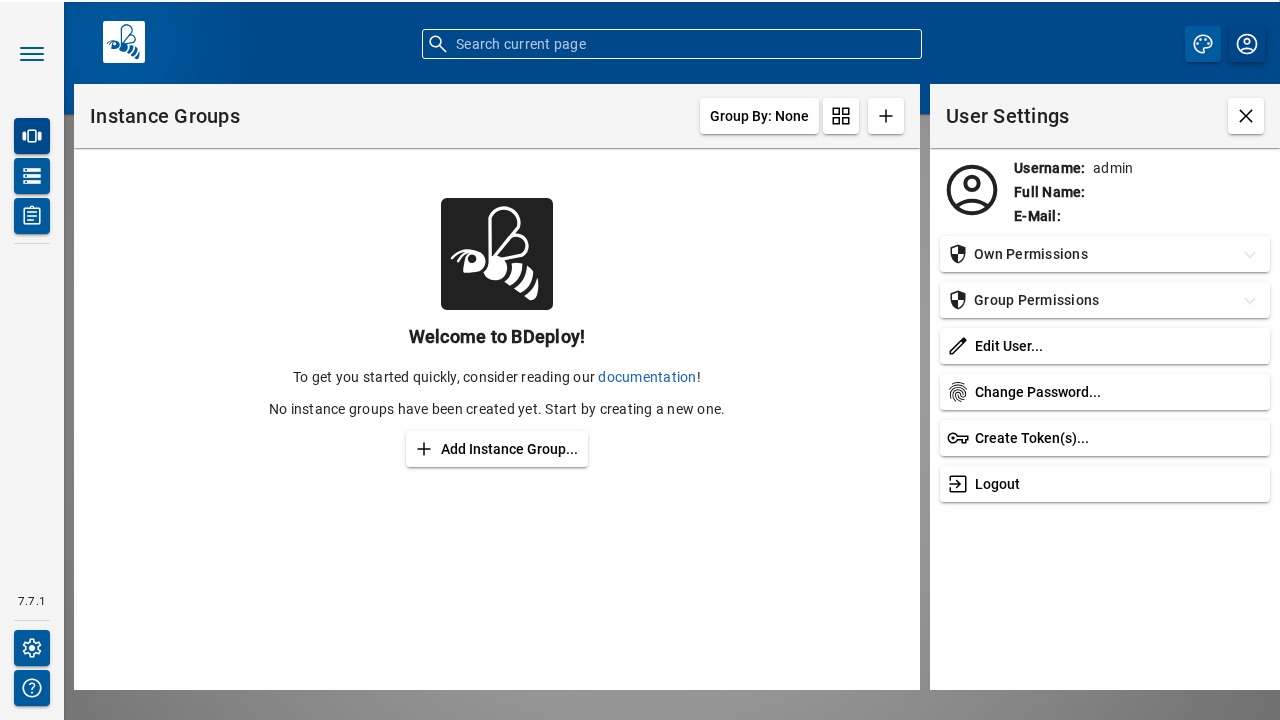 Search current page
Instance Groups
Group By: None
Welcome to BDeploy!
To get you started quickly, consider reading our documentation!
No instance groups have been created yet. Start by creating a new one.
Add Instance Group...
User Settings
Username: admin
Full Name:
E-Mail:
Own Permissions
Group Permissions
Edit User...
Change Password...
Create Token(s)...
Logout
7.7.1